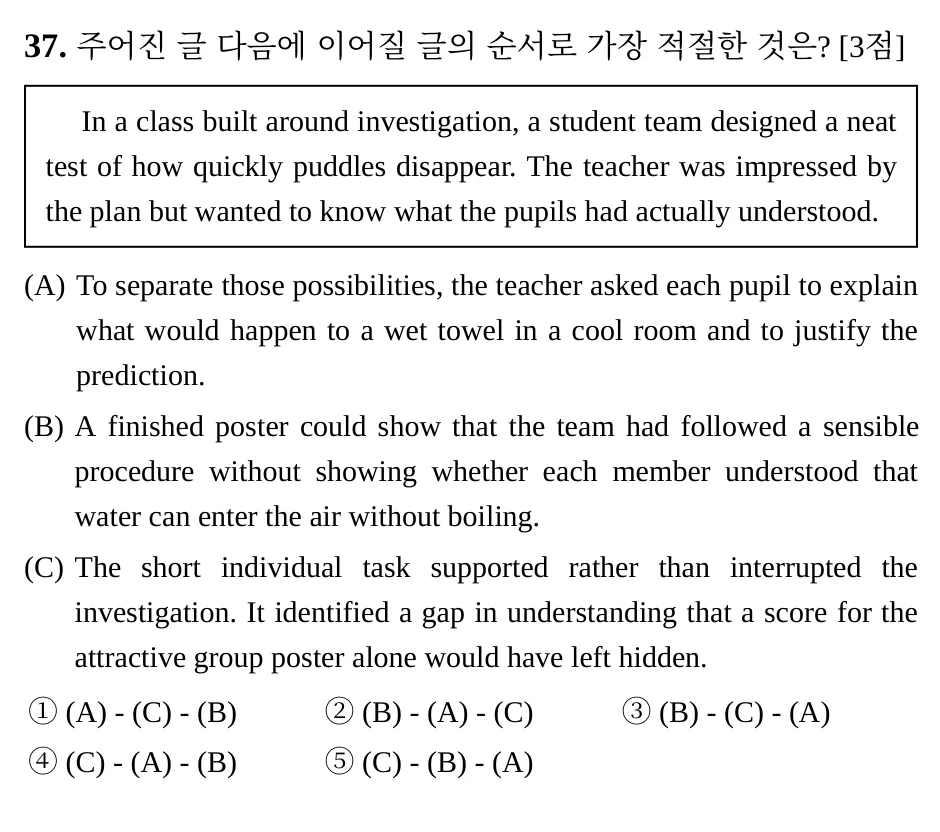 37. 주어진 글 다음에 이어질 글의 순서로 가장 적절한 것은? [3점]
In a class built around investigation, a student team designed a neat
test of how quickly puddles disappear. The teacher was impressed by
the plan but wanted to know what the pupils had actually understood.
(A) To separate those possibilities, the teacher asked each pupil to explain
what would happen to a wet towel in a cool room and to justify the
prediction.
(B) A finished poster could show that the team had followed a sensible
procedure without showing whether each member understood that
water can enter the air without boiling.
(C) The short individual task supported rather than interrupted the
investigation. It identified a gap in understanding that a score for the
attractive group poster alone would have left hidden.
① (A) - (C) - (B) ② (B) - (A) - (C) ③ (B) - (C) - (A)
④ (C) - (A) - (B) ⑤ (C) - (B) - (A)